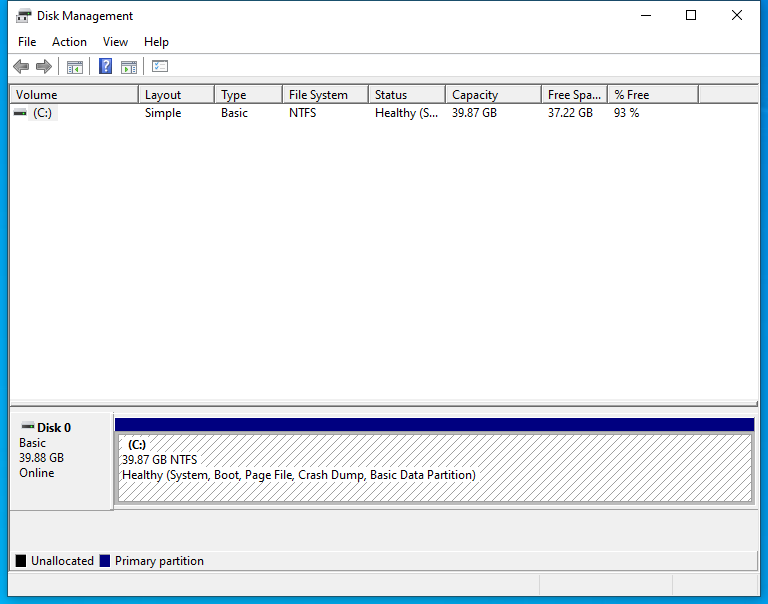 Disk Management
File Action View Help
Volume Layout Type File System Status Capacity Free Spa... % Free
(C:) Simple Basic NTFS Healthy (S... 39.87 GB 37.22 GB 93 %
Disk 0
Basic
39.88 GB
Online
(C:)
39.87 GB NTFS
Healthy (System, Boot, Page File, Crash Dump, Basic Data Partition)
Unallocated Primary partition